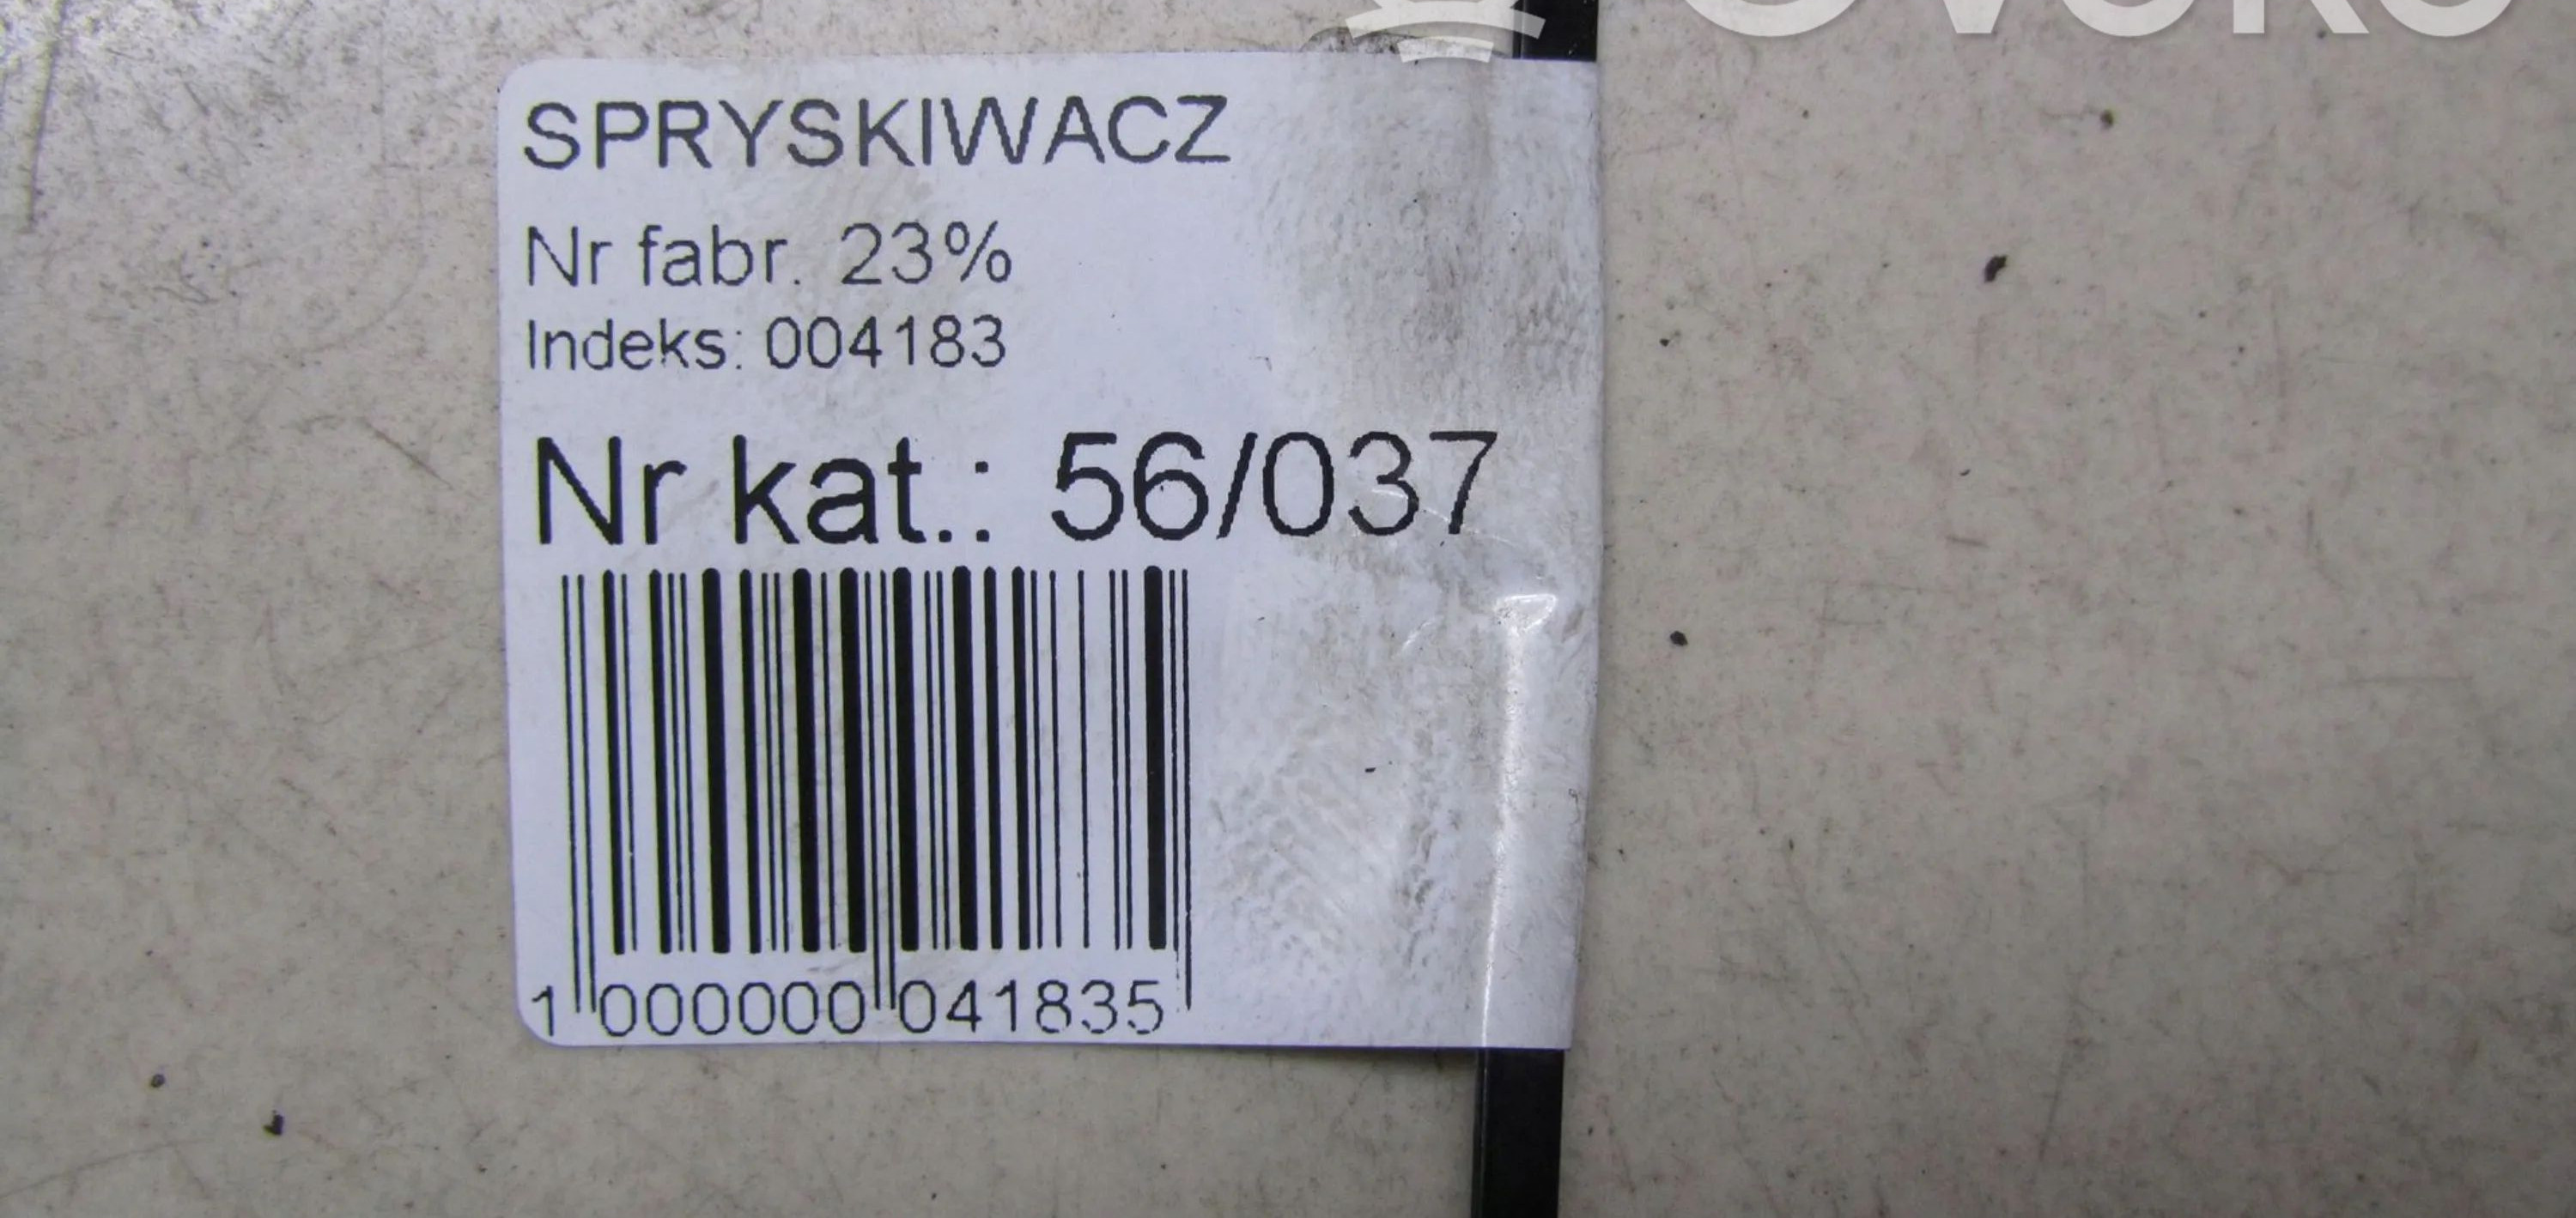 SPRYSKIWACZ
Nr fabr. 23%
Indeks: 004183
Nr kat.: 56/037
1 000000 041835